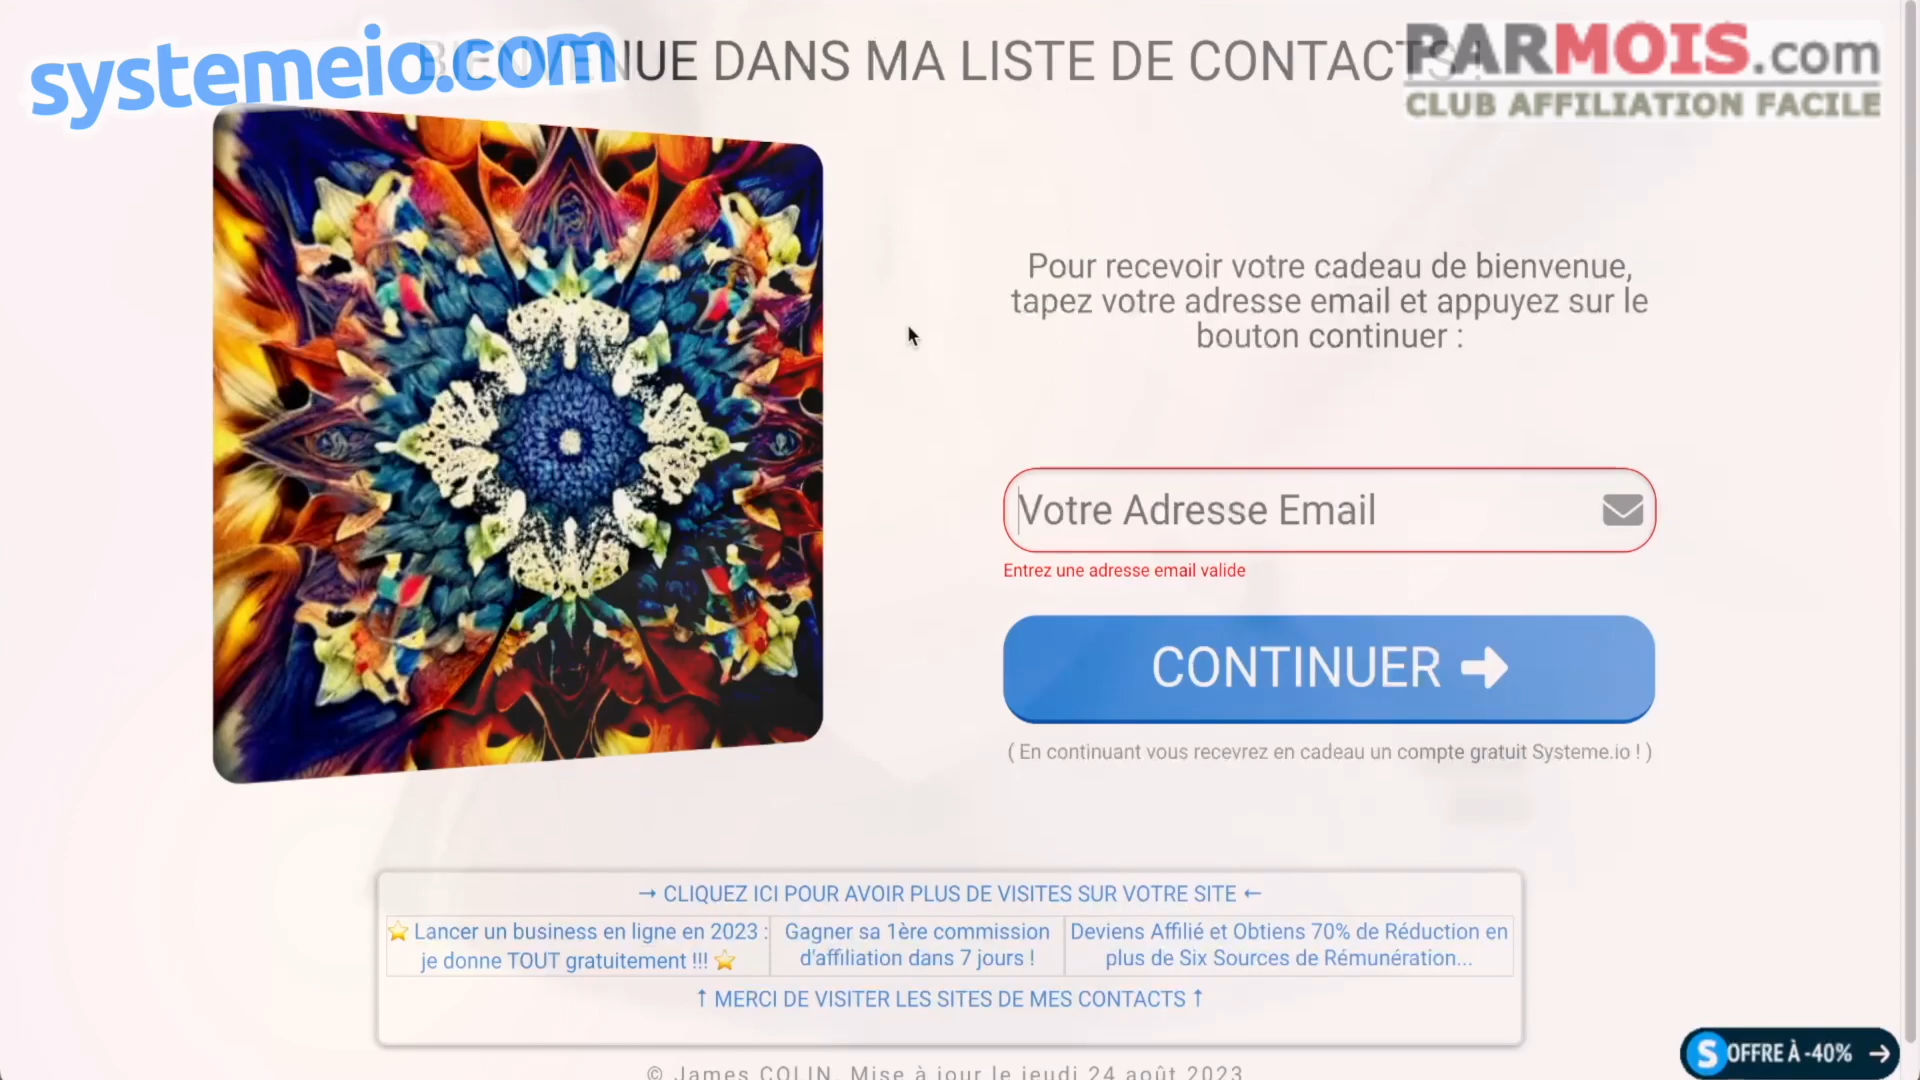 systemeio.com
BIENVENUE DANS MA LISTE DE CONTACTS !
PARMOIS.com
CLUB AFFILIATION FACILE
Pour recevoir votre cadeau de bienvenue,
tapez votre adresse email et appuyez sur le
bouton continuer :
Votre Adresse Email
Entrez une adresse email valide
CONTINUER
( En continuant vous recevrez en cadeau un compte gratuit Systeme.io ! )
→ CLIQUEZ ICI POUR AVOIR PLUS DE VISITES SUR VOTRE SITE ←
⭐ Lancer un business en ligne en 2023 :
je donne TOUT gratuitement !!! ⭐
Gagner sa 1ère commission
d'affiliation dans 7 jours !
Deviens Affilié et Obtiens 70% de Réduction en
plus de Six Sources de Rémunération...
↑ MERCI DE VISITER LES SITES DE MES CONTACTS ↑
S OFFRE À -40% →
© James COLIN. Mise à jour le jeudi 24 août 2023